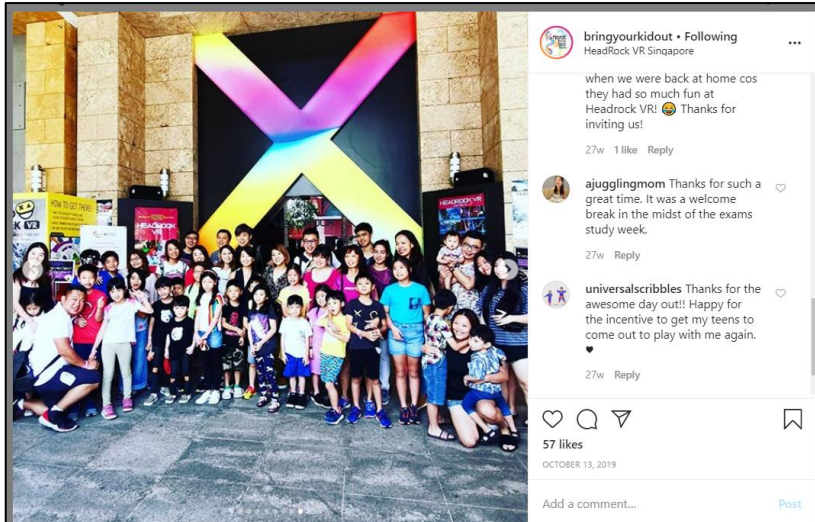 HOW TO GET THERE?
VR
HEADROCK
HEADROCK VR
bringyourkidout • Following
HeadRock VR Singapore
when we were back at home cos
they had so much fun at
Headrock VR! 😂 Thanks for
inviting us!
27w 1 like Reply
ajugglingmom Thanks for such a
great time. It was a welcome
break in the midst of the exams
study week.
27w Reply
universalscribbles Thanks for the
awesome day out!! Happy for
the incentive to get my teens to
come out to play with me again.
♥
27w Reply
57 likes
OCTOBER 13, 2019
Add a comment...
Post